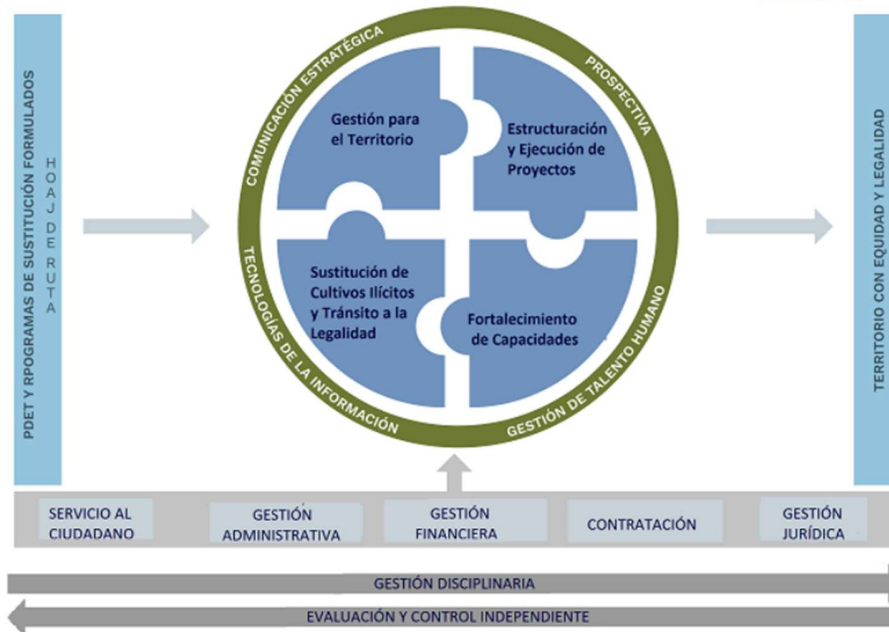 PDET Y RPOGRAMAS DE SUSTITUCIÓN FORMULADOS
HOAJ DE RUTA
COMUNICACIÓN ESTRATÉGICA
PROSPECTIVA
Gestión para
el Territorio
Estructuración
y Ejecución de
Proyectos
Sustitución de
Cultivos Ilícitos
y Tránsito a la
Legalidad
Fortalecimiento
de Capacidades
TECNOLOGÍAS DE LA INFORMACIÓN
GESTIÓN DE TALENTO HUMANO
TERRITORIO CON EQUIDAD Y LEGALIDAD
SERVICIO AL
CIUDADANO
GESTIÓN
ADMINISTRATIVA
GESTIÓN
FINANCIERA
CONTRATACIÓN
GESTIÓN
JURÍDICA
GESTIÓN DISCIPLINARIA
EVALUACIÓN Y CONTROL INDEPENDIENTE